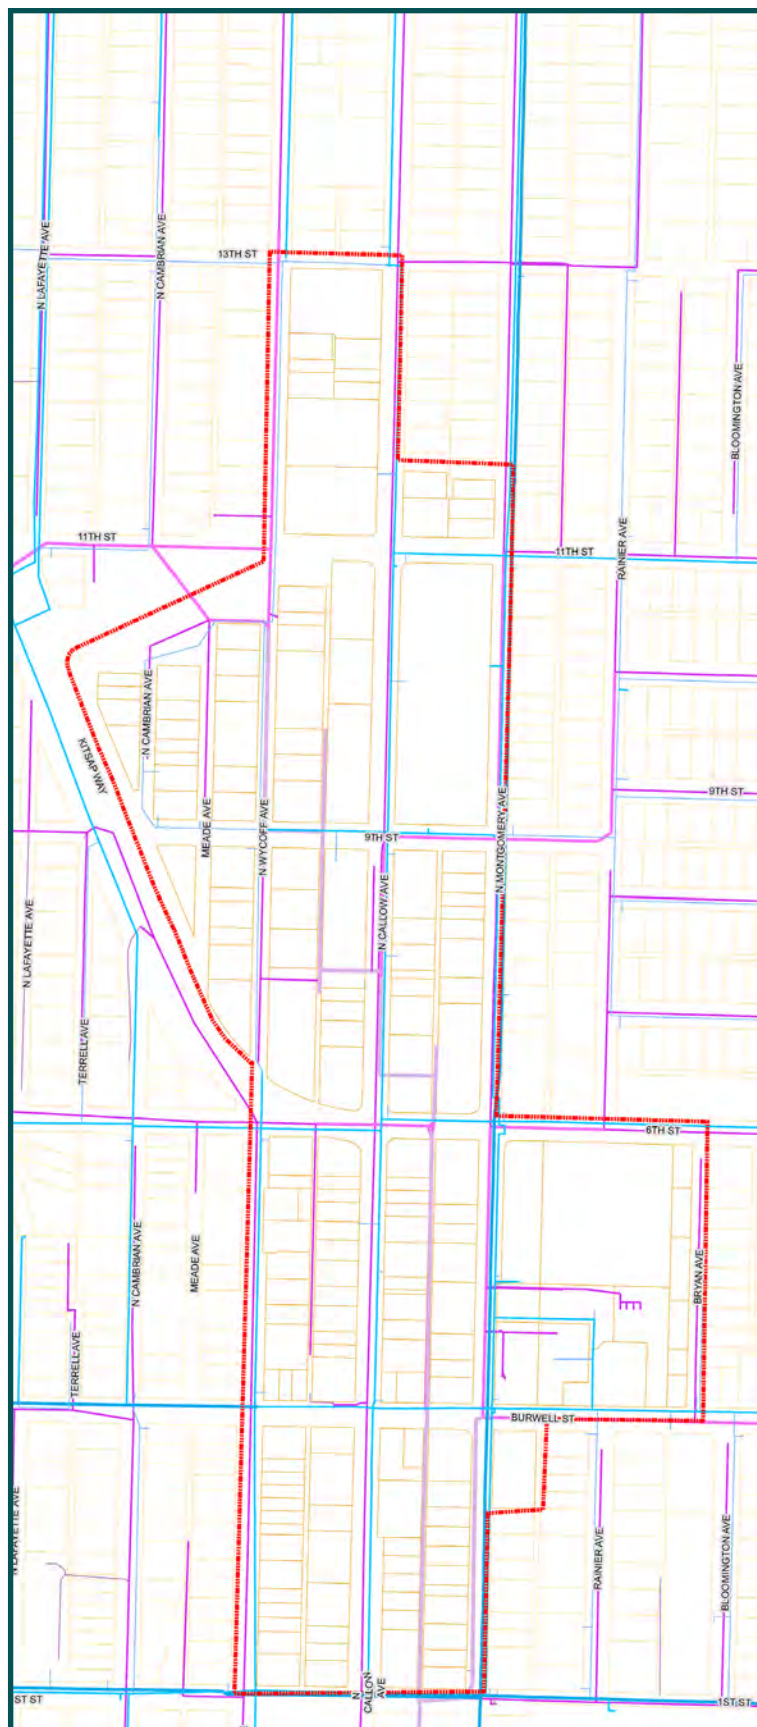 13TH ST
N LAFAYETTE AVE
N CAMBRIAN AVE
BLOOMINGTON AVE
11TH ST
11TH ST
RAINIER AVE
N CAMBRIAN AVE
KITSAP WAY
MEADE AVE
N WYCOFF AVE
N MONTGOMERY AVE
9TH ST
9TH ST
N CALLOW AVE
N LAFAYETTE AVE
TERRELL AVE
6TH ST
N CAMBRIAN AVE
MEADE AVE
BRYAN AVE
TERRELL AVE
BURWELL ST
N LAFAYETTE AVE
RAINIER AVE
BLOOMINGTON AVE
ST ST
N
CALLOW
AVE
1ST ST